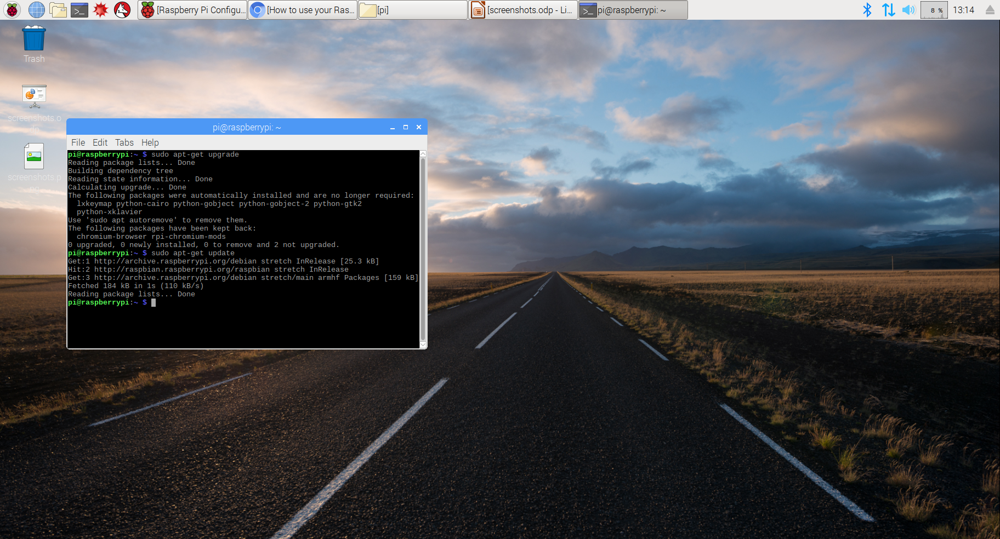 [Raspberry Pi Configu...
[How to use your Ras...
[pi]
[screenshots.odp - Li...
pi@raspberrypi: ~
8 %
13:14
Trash
screenshots.o
dp
screenshots.p
ng
pi@raspberrypi: ~
File Edit Tabs Help
pi@raspberrypi:~ $ sudo apt-get upgrade
Reading package lists... Done
Building dependency tree
Reading state information... Done
Calculating upgrade... Done
The following packages were automatically installed and are no longer required:
  lxkeymap python-cairo python-gobject python-gobject-2 python-gtk2
  python-xklavier
Use 'sudo apt autoremove' to remove them.
The following packages have been kept back:
  chromium-browser rpi-chromium-mods
0 upgraded, 0 newly installed, 0 to remove and 2 not upgraded.
pi@raspberrypi:~ $ sudo apt-get update
Get:1 http://archive.raspberrypi.org/debian stretch InRelease [25.3 kB]
Hit:2 http://raspbian.raspberrypi.org/raspbian stretch InRelease
Get:3 http://archive.raspberrypi.org/debian stretch/main armhf Packages [159 kB]
Fetched 184 kB in 1s (110 kB/s)
Reading package lists... Done
pi@raspberrypi:~ $